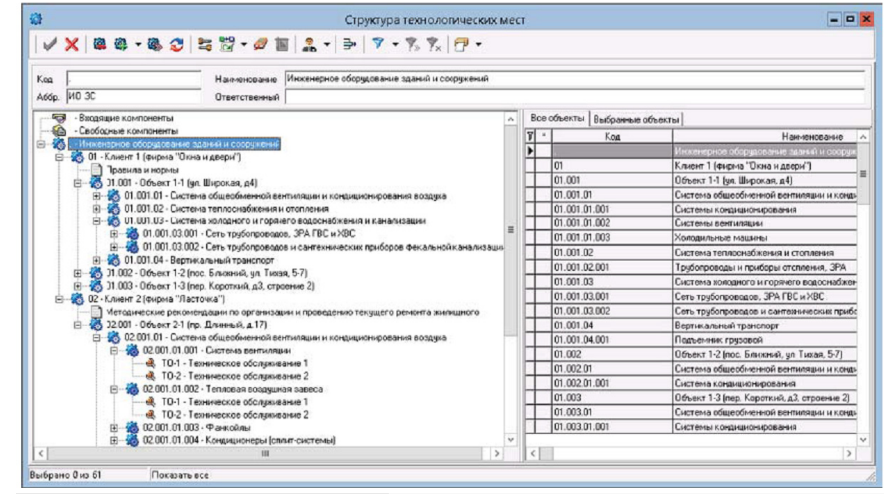 Структура технологических мест
Код .
Наименование Инженерное оборудование зданий и сооружений
Аббр. ИО ЗС
Ответственный
- Входящие компоненты
- Свободные компоненты
. - Инженерное оборудование зданий и сооружений
01 - Клиент 1 (фирма "Окна и двери")
Правила и нормы
01.001 - Объект 1-1 (ул. Широкая, д4)
01.001.01 - Система общеобменной вентиляции и кондиционирования воздуха
01.001.02 - Система теплоснабжения и отопления
01.001.03 - Система холодного и горячего водоснабжения и канализации
01.001.03.001 - Сеть трубопроводов, ЗРА ГВС и ХВС
01.001.03.002 - Сеть трубопроводов и сантехнических приборов фекальной канализаци
01.001.04 - Вертикальный транспорт
01.002 - Объект 1-2 (пос. Ближний, ул. Тихая, 5-7)
01.003 - Объект 1-3 (пер. Короткий, д3, строение 2)
02 - Клиент 2 (фирма "Ласточка")
Методические рекомендации по организации и проведению текущего ремонта жилищного
02.001 - Объект 2-1 (пр. Длинный, д.17)
02.001.01 - Система общеобменной вентиляции и кондиционирования воздуха
02.001.01.001 - Система вентиляции
ТО-1 - Техническое обслуживание 1
ТО-2 - Техническое обслуживание 2
02.001.01.002 - Тепловая воздушная завеса
ТО-1 - Техническое обслуживание 1
ТО-2 - Техническое обслуживание 2
02.001.01.003 - Фанкойлы
02.001.01.004 - Кондиционеры (сплит-системы)
Все объекты Выбранные объекты
Код Наименование
Инженерное оборудование зданий и сооруж
01 Клиент 1 (фирма "Окна и двери")
01.001 Объект 1-1 (ул. Широкая, д4)
01.001.01 Система общеобменной вентиляции и конди
01.001.01.001 Системы кондиционирования
01.001.01.002 Системы вентиляции
01.001.01.003 Холодильные машины
01.001.02 Система теплоснабжения и отопления
01.001.02.001 Трубопроводы и приборы отопления, ЗРА
01.001.03 Система холодного и горячего водоснабжен
01.001.03.001 Сеть трубопроводов, ЗРА ГВС и ХВС
01.001.03.002 Сеть трубопроводов и сантехнических прибо
01.001.04 Вертикальный транспорт
01.001.04.001 Подъемник грузовой
01.002 Объект 1-2 (пос. Ближний, ул. Тихая, 5-7)
01.002.01 Система общеобменной вентиляции и конди
01.002.01.001 Система кондиционирования
01.003 Объект 1-3 (пер. Короткий, д3, строение 2)
01.003.01 Система общеобменной вентиляции и конди
01.003.01.001 Системы кондиционирования
Выбрано 0 из 61 Показать все